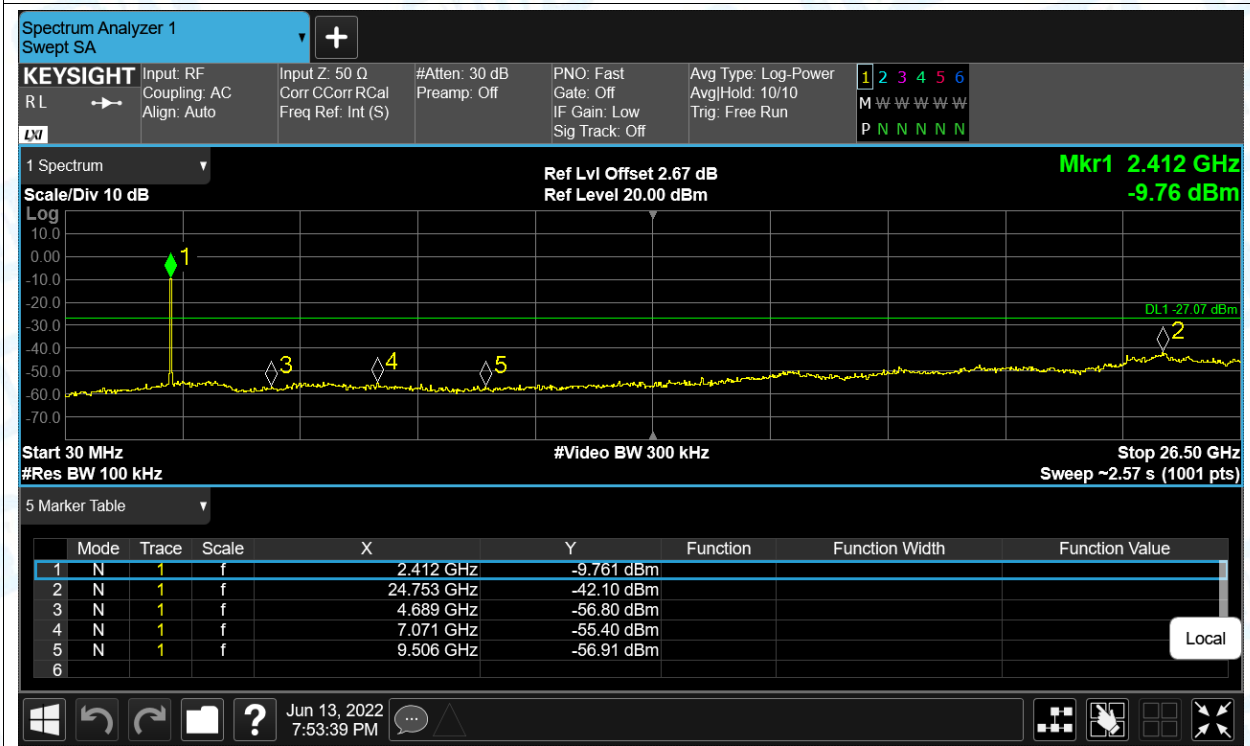 Spectrum Analyzer 1
Swept SA
+
KEYSIGHT Input: RF Input Z: 50 Ω #Atten: 30 dB PNO: Fast Avg Type: Log-Power 1 2 3 4 5 6
R L Coupling: AC Corr CCorr RCal Preamp: Off Gate: Off Avg|Hold: 10/10 M W W W W W
Align: Auto Freq Ref: Int (S) IF Gain: Low Trig: Free Run
LXI Sig Track: Off P N N N N N
1 Spectrum Ref Lvl Offset 2.67 dB Mkr1 2.412 GHz
Scale/Div 10 dB Ref Level 20.00 dBm -9.76 dBm
Log
10.0
0.00 1
-10.0
-20.0
DL1 -27.07 dBm
-30.0
2
-40.0
3 4 5
-50.0
-60.0
-70.0
Start 30 MHz #Video BW 300 kHz Stop 26.50 GHz
#Res BW 100 kHz Sweep ~2.57 s (1001 pts)
5 Marker Table
Mode Trace Scale X Y Function Function Width Function Value
1 N 1 f 2.412 GHz -9.761 dBm
2 N 1 f 24.753 GHz -42.10 dBm
3 N 1 f 4.689 GHz -56.80 dBm
4 N 1 f 7.071 GHz -55.40 dBm
5 N 1 f 9.506 GHz -56.91 dBm
6
Local
? Jun 13, 2022
7:53:39 PM